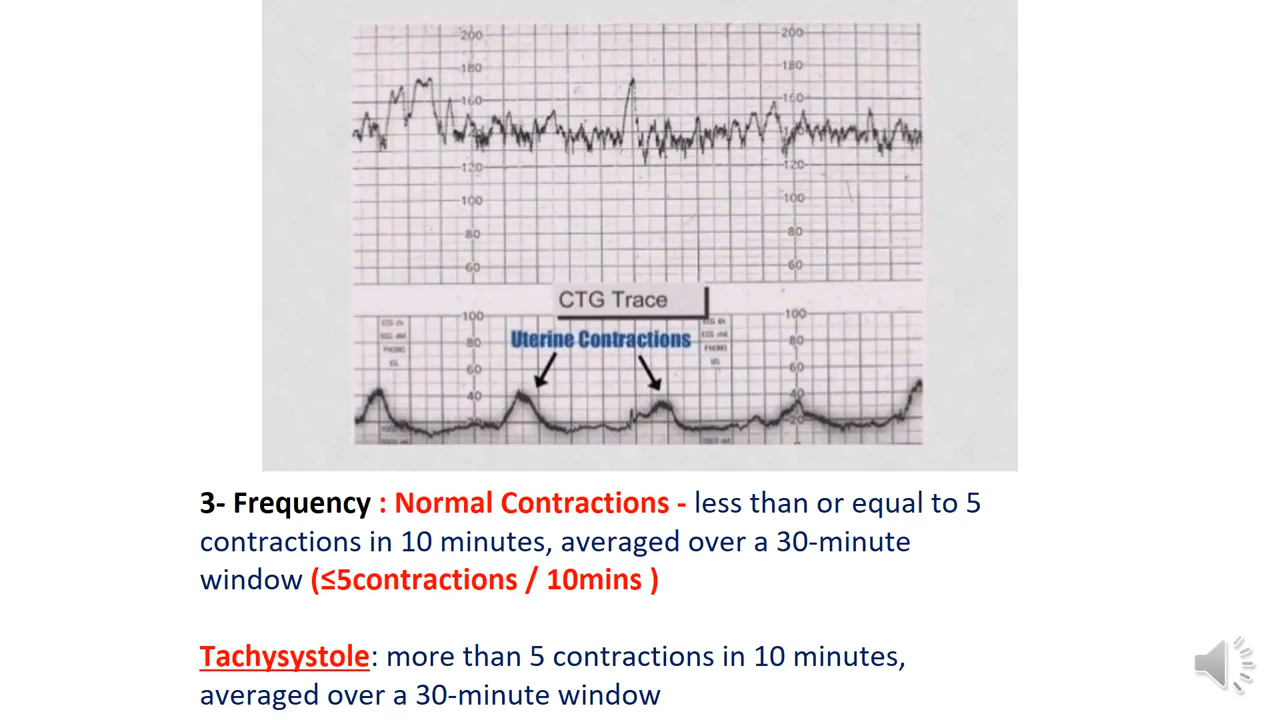 200 200
180 180
160 160
140
120 120
100 100
80 80
60 60
CTG Trace
100 100
Uterine Contractions
80 80
60 60
40 40
20 20
3- Frequency : Normal Contractions - less than or equal to 5
contractions in 10 minutes, averaged over a 30-minute
window (≤5contractions / 10mins )
Tachysystole: more than 5 contractions in 10 minutes,
averaged over a 30-minute window